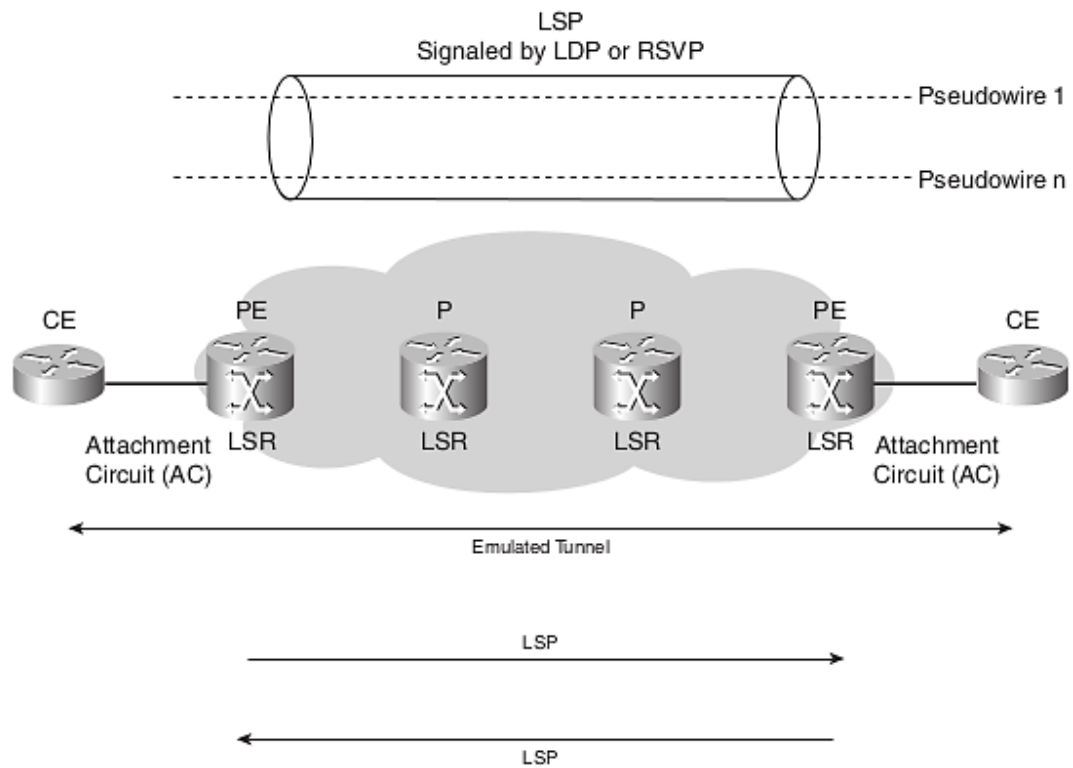 LSP
Signaled by LDP or RSVP
Pseudowire 1
Pseudowire n
CE
PE
P
P
PE
CE
LSR
LSR
LSR
LSR
Attachment
Circuit (AC)
Attachment
Circuit (AC)
Emulated Tunnel
LSP
LSP